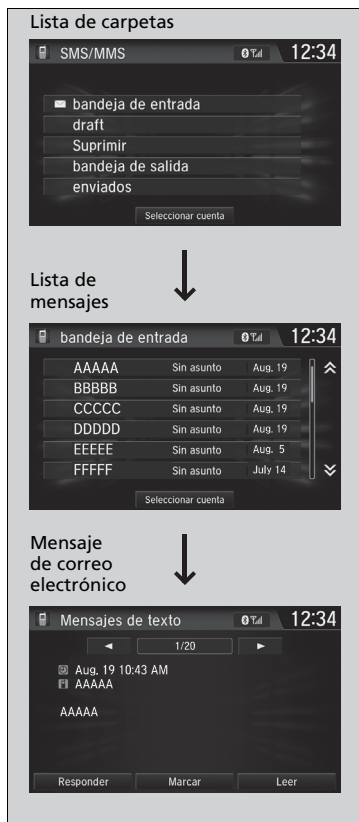 Lista de carpetas
SMS/MMS 12:34
bandeja de entrada
draft
Suprimir
bandeja de salida
enviados
Seleccionar cuenta
Lista de
mensajes
bandeja de entrada 12:34
AAAAA Sin asunto Aug. 19
BBBBB Sin asunto Aug. 19
CCCCC Sin asunto Aug. 19
DDDDD Sin asunto Aug. 19
EEEEE Sin asunto Aug. 5
FFFFF Sin asunto July 14
Seleccionar cuenta
Mensaje
de correo
electrónico
Mensajes de texto 12:34
1/20
Aug. 19 10:43 AM
AAAAA
AAAAA
Responder Marcar Leer